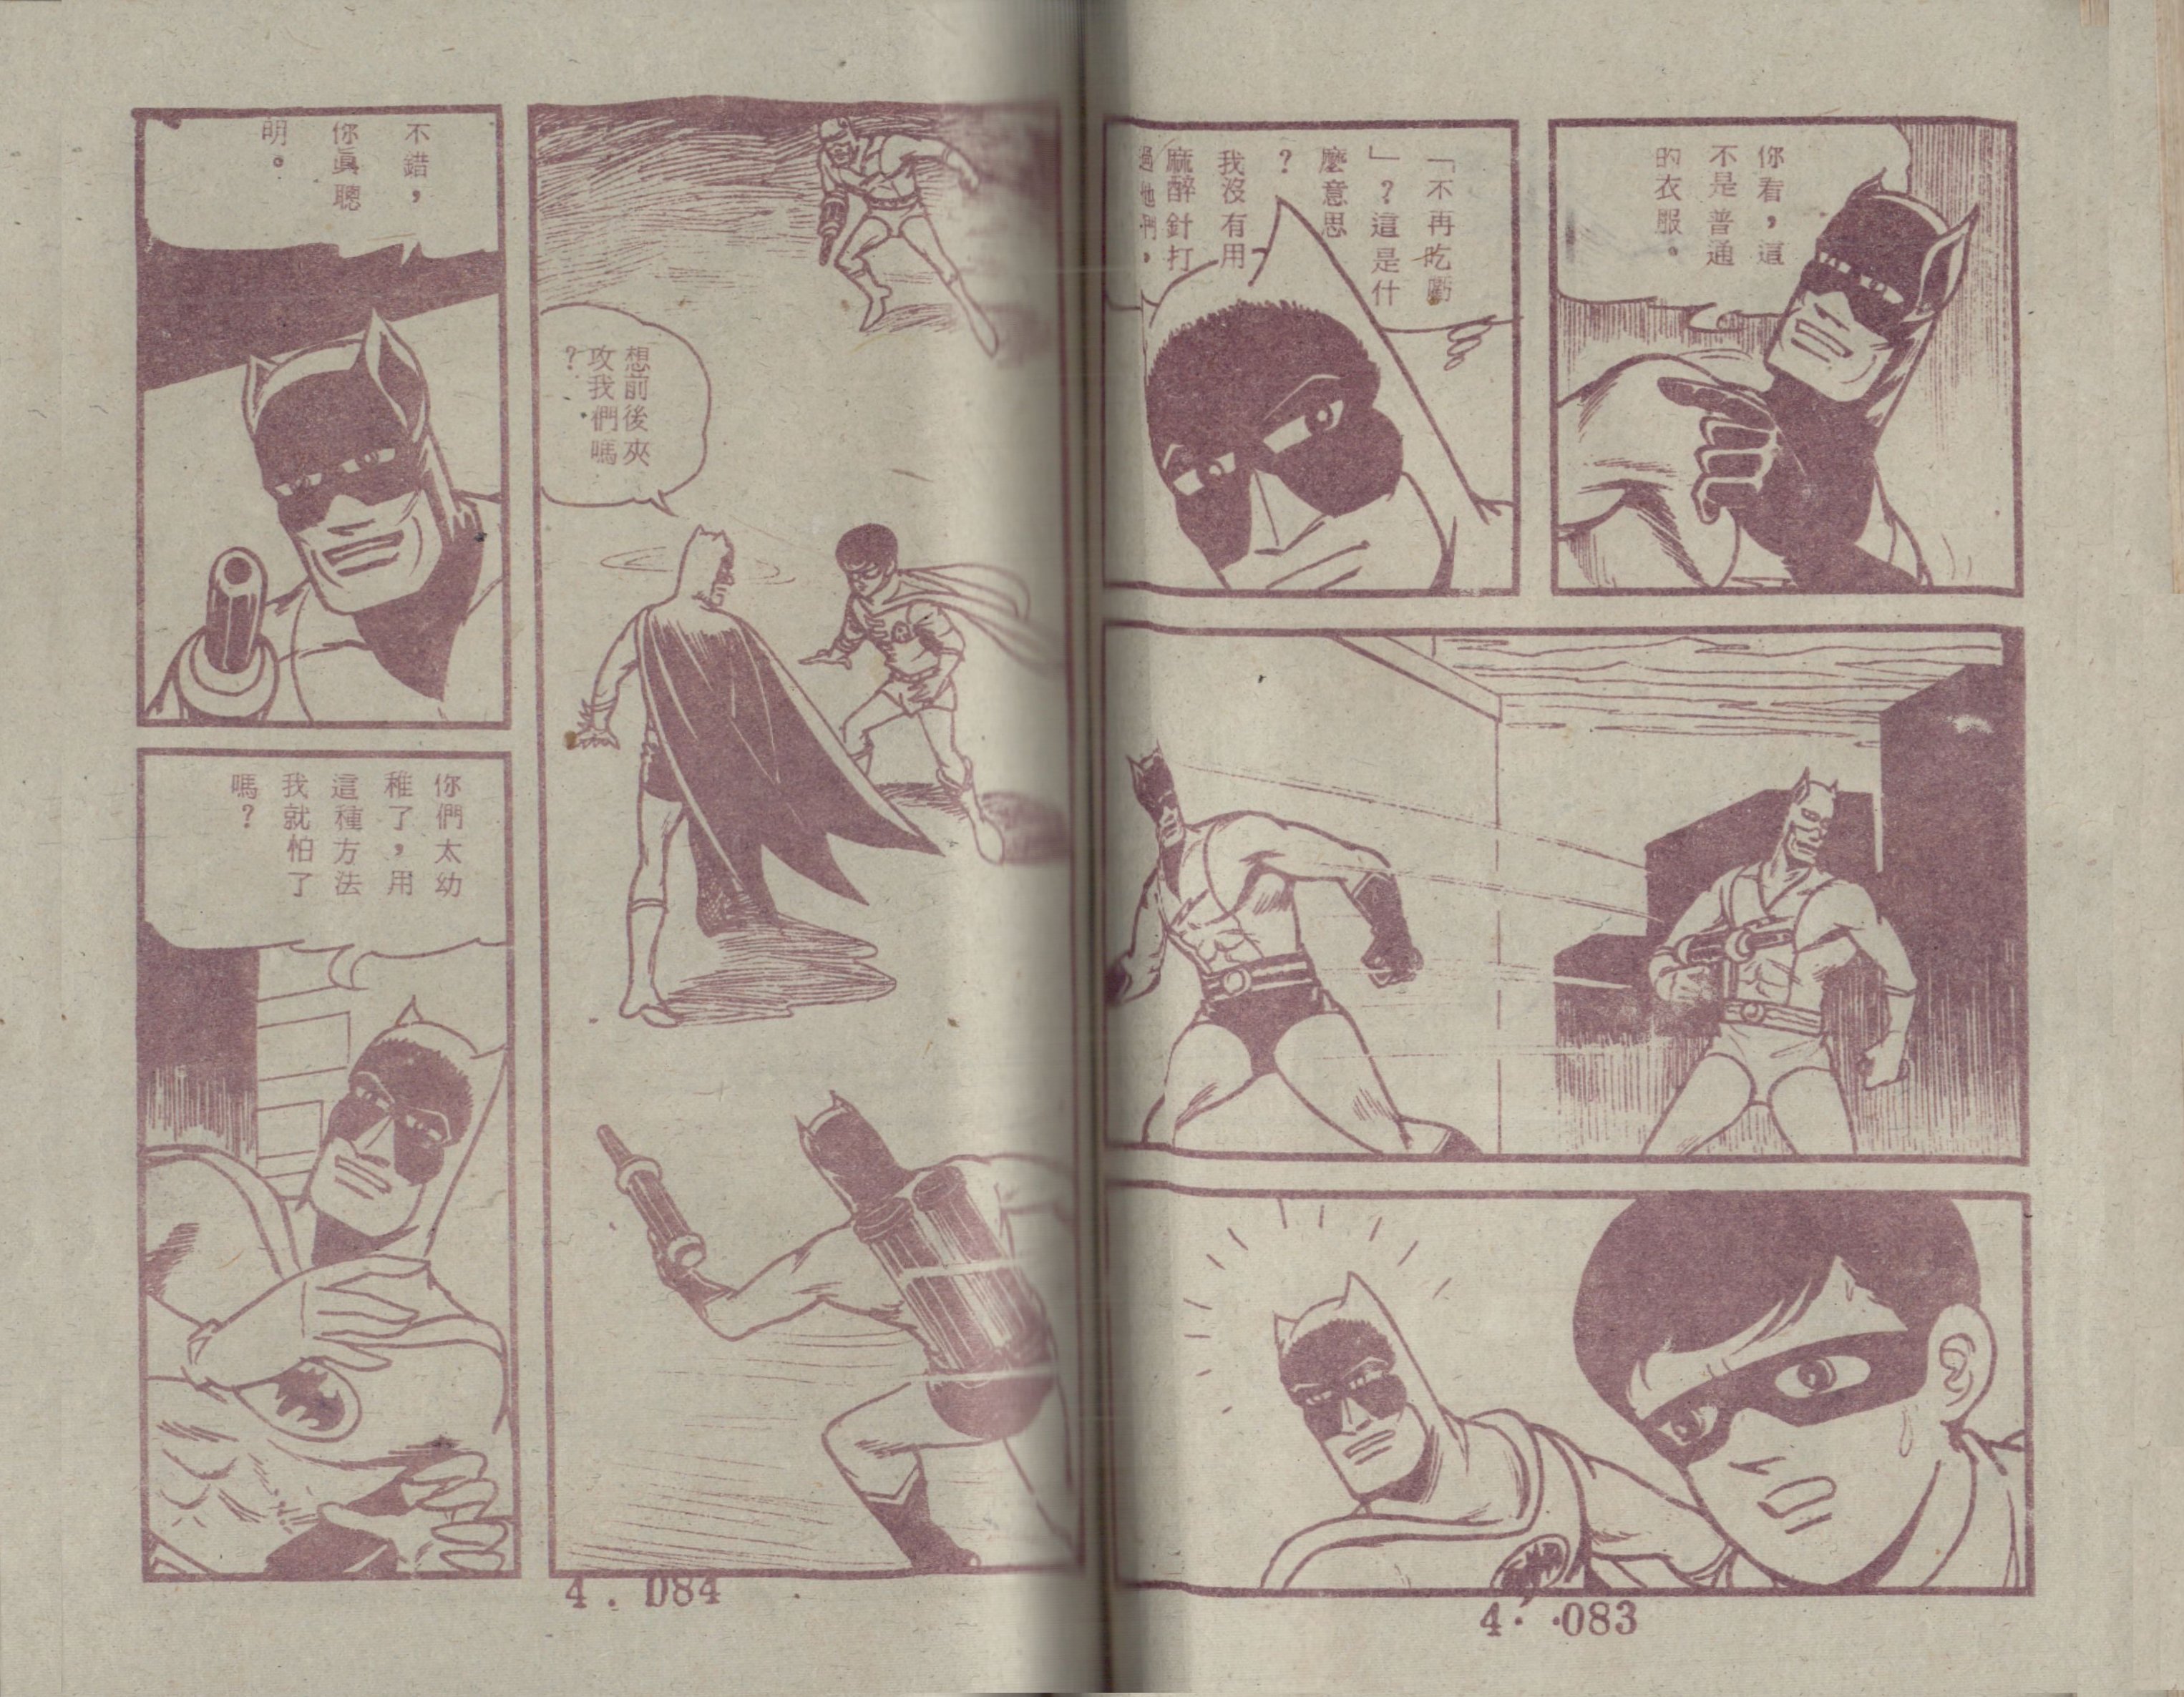 你看，這
不是普通
的衣服。
「不再吃虧
」？這是什
麼意思
？
我沒有用
麻醉針打
過他們，
4．083
想前後夾
攻我們嗎
？
不錯，
你眞聰
明。
你們太幼
稚了，用
這種方法
我就怕了
嗎？
4．084